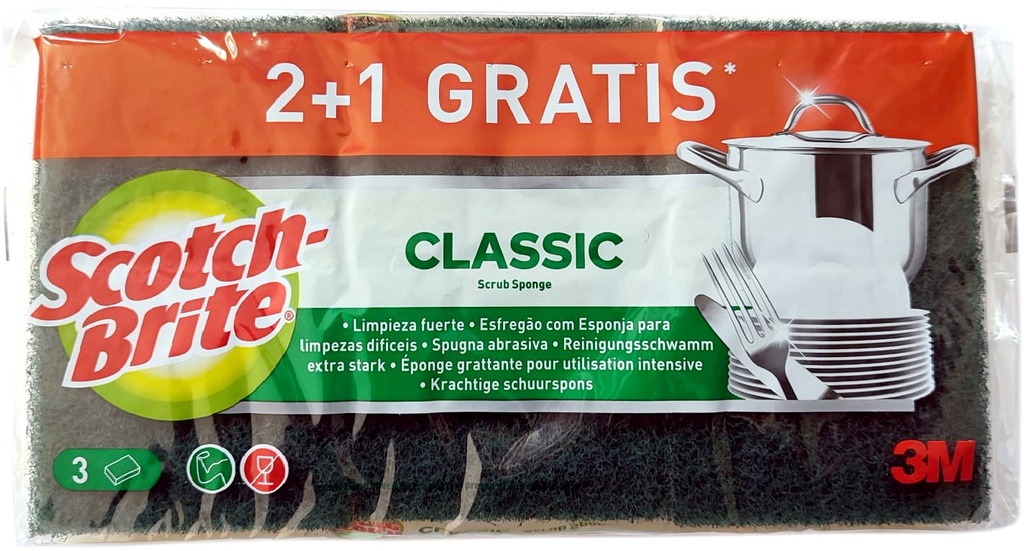 2+1 GRATIS*
Scotch-
Brite®
CLASSIC
Scrub Sponge
• Limpieza fuerte • Esfregão com Esponja para
limpezas dificeis • Spugna abrasiva • Reinigungsschwamm
extra stark • Éponge grattante pour utilisation intensive
• Krachtige schuurspons
3
3M